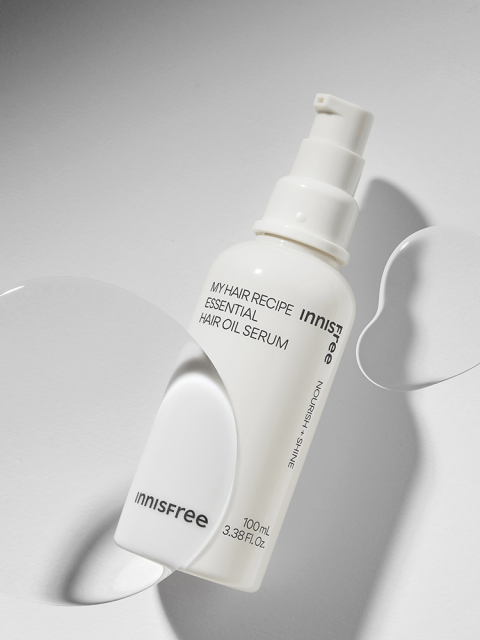 MY HAIR RECIPE
ESSENTIAL
HAIR OIL SERUM
INNISFree
NOURISH + SHINE
INNISFree
100mL
3.38 Fl. Oz.